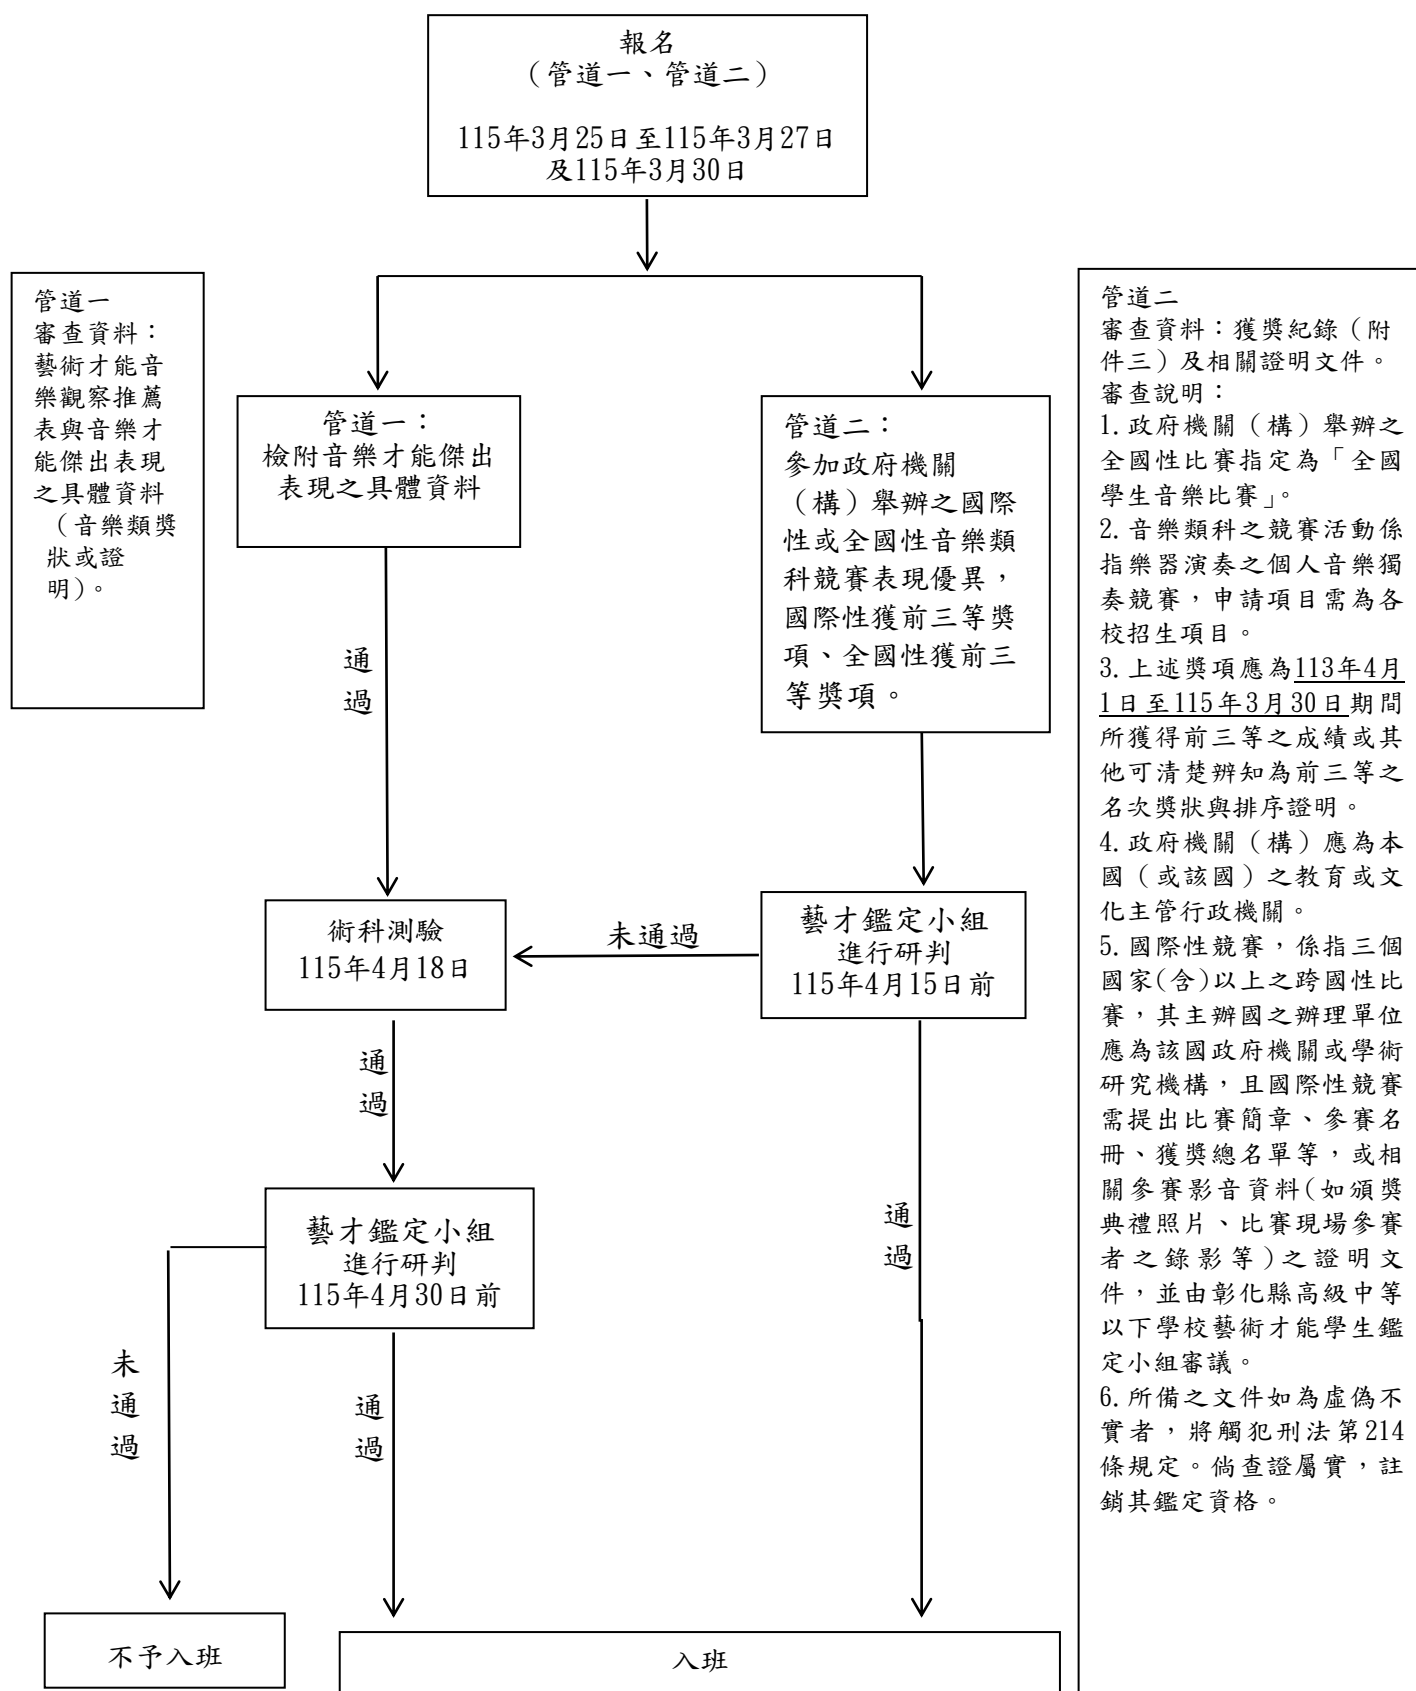 報名
（管道一、管道二）
115年3月25日至115年3月27日
及115年3月30日
管道一
審查資料：
藝術才能音
樂觀察推薦
表與音樂才
能傑出表現
之具體資料
（音樂類獎
狀或證
明)。
管道一：
檢附音樂才能傑出
表現之具體資料
管道二：
參加政府機關
（構）舉辦之國際
性或全國性音樂類
科競賽表現優異，
國際性獲前三等獎
項、全國性獲前三
等獎項。
管道二
審查資料：獲獎紀錄（附
件三）及相關證明文件。
審查說明：
1.政府機關（構）舉辦之
全國性比賽指定為「全國
學生音樂比賽」。
2.音樂類科之競賽活動係
指樂器演奏之個人音樂獨
奏競賽，申請項目需為各
校招生項目。
3.上述獎項應為113年4月
1日至115年3月30日期間
所獲得前三等之成績或其
他可清楚辨知為前三等之
名次獎狀與排序證明。
4.政府機關（構）應為本
國（或該國）之教育或文
化主管行政機關。
5.國際性競賽，係指三個
國家(含)以上之跨國性比
賽，其主辦國之辦理單位
應為該國政府機關或學術
研究機構，且國際性競賽
需提出比賽簡章、參賽名
冊、獲獎總名單等，或相
關參賽影音資料(如頒獎
典禮照片、比賽現場參賽
者之錄影等)之證明文
件，並由彰化縣高級中等
以下學校藝術才能學生鑑
定小組審議。
6.所備之文件如為虛偽不
實者，將觸犯刑法第214
條規定。倘查證屬實，註
銷其鑑定資格。
通
過
術科測驗
115年4月18日
未通過
藝才鑑定小組
進行研判
115年4月15日前
通
過
藝才鑑定小組
進行研判
115年4月30日前
通
過
未
通
過
通
過
不予入班
入班